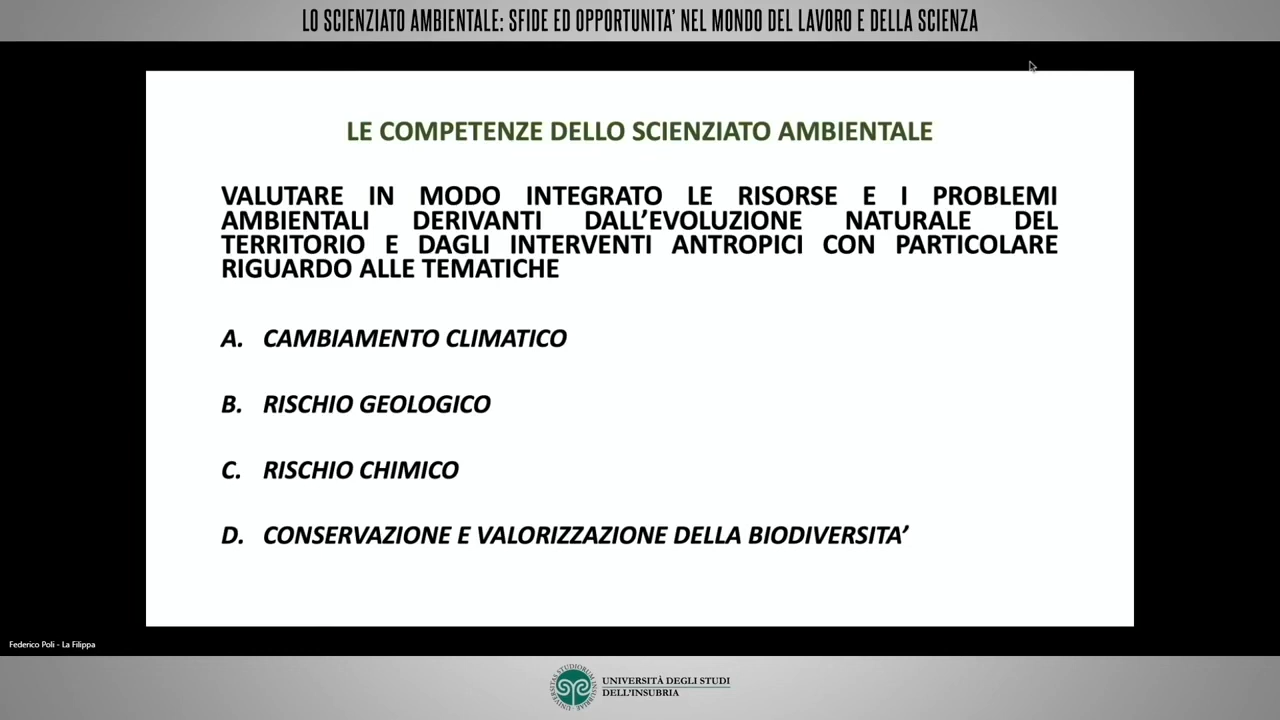 LO SCIENZIATO AMBIENTALE: SFIDE ED OPPORTUNITA' NEL MONDO DEL LAVORO E DELLA SCIENZA
LE COMPETENZE DELLO SCIENZIATO AMBIENTALE
VALUTARE IN MODO INTEGRATO LE RISORSE E I PROBLEMI
AMBIENTALI DERIVANTI DALL'EVOLUZIONE NATURALE DEL
TERRITORIO E DAGLI INTERVENTI ANTROPICI CON PARTICOLARE
RIGUARDO ALLE TEMATICHE
A. CAMBIAMENTO CLIMATICO
B. RISCHIO GEOLOGICO
C. RISCHIO CHIMICO
D. CONSERVAZIONE E VALORIZZAZIONE DELLA BIODIVERSITA'
Federico Poli - La Filippa
UNIVERSITÀ DEGLI STUDI
DELL'INSUBRIA